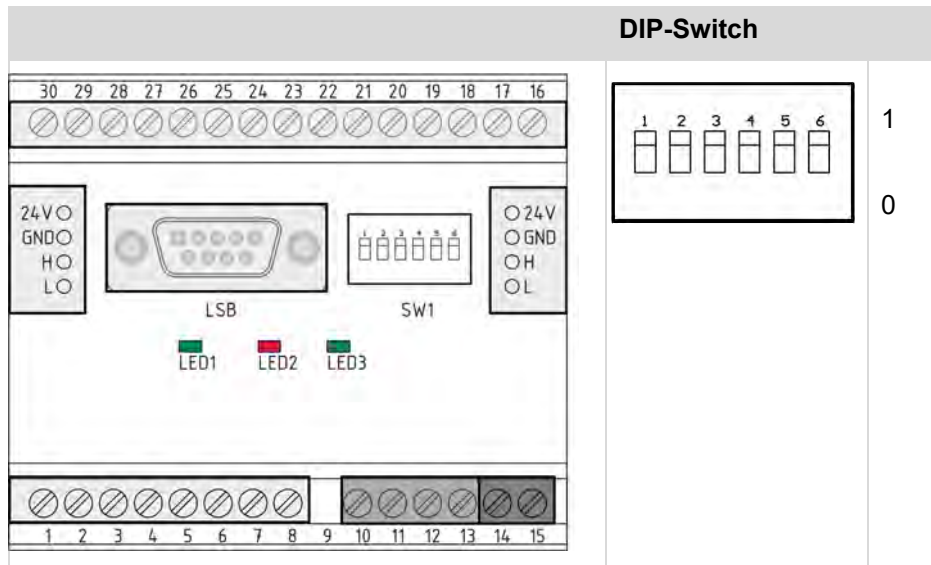 DIP-Switch
30 29 28 27 26 25 24 23 22 21 20 19 18 17 16
24V
GND
H
L
LSB
1 2 3 4 5 6
SW1
24V
GND
H
L
LED1 LED2 LED3
1 2 3 4 5 6 7 8 9 10 11 12 13 14 15
1 2 3 4 5 6
1
0